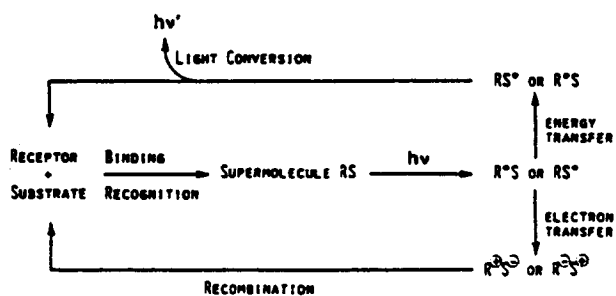 hν'
LIGHT CONVERSION
RS* OR R*S
ENERGY
TRANSFER
RECEPTOR
+
SUBSTRATE
BINDING
RECOGNITION
SUPERMOLECULE RS
hν
R*S OR RS*
ELECTRON
TRANSFER
R⊕S⊖ OR R⊖S⊕
RECOMBINATION